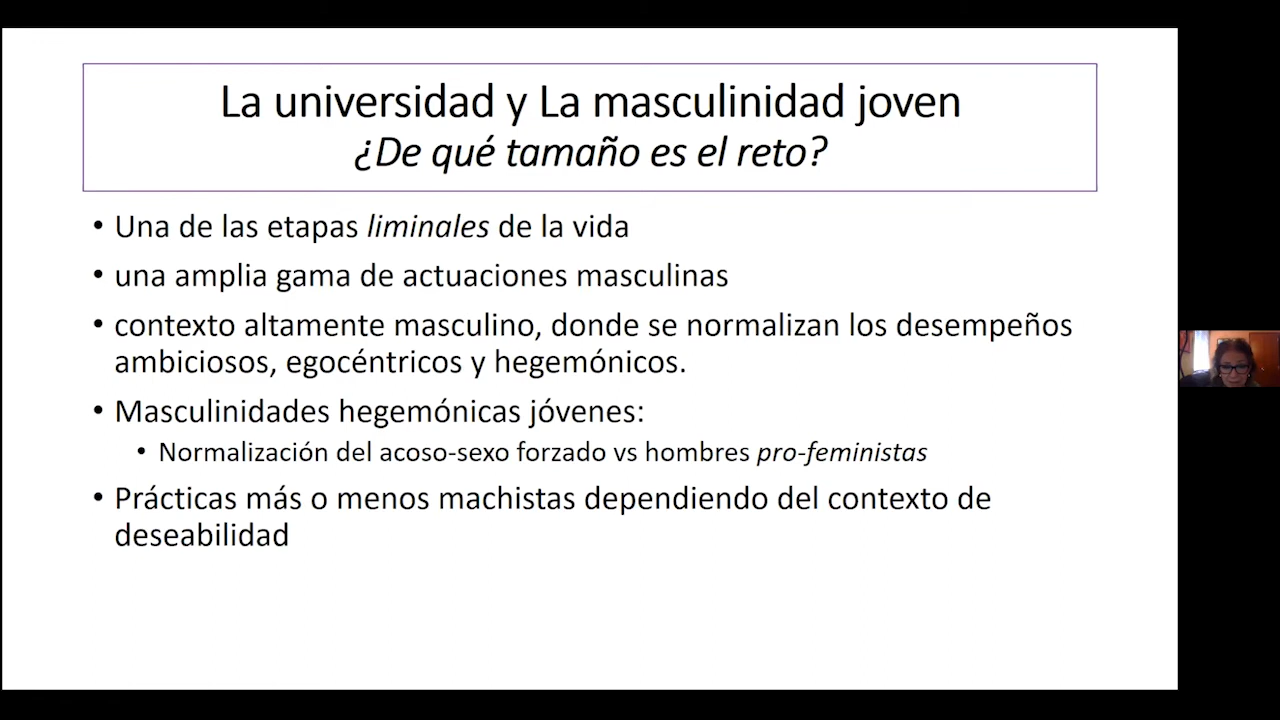 La universidad y La masculinidad joven
¿De qué tamaño es el reto?
• Una de las etapas liminales de la vida
• una amplia gama de actuaciones masculinas
• contexto altamente masculino, donde se normalizan los desempeños
ambiciosos, egocéntricos y hegemónicos.
• Masculinidades hegemónicas jóvenes:
• Normalización del acoso-sexo forzado vs hombres pro-feministas
• Prácticas más o menos machistas dependiendo del contexto de
deseabilidad